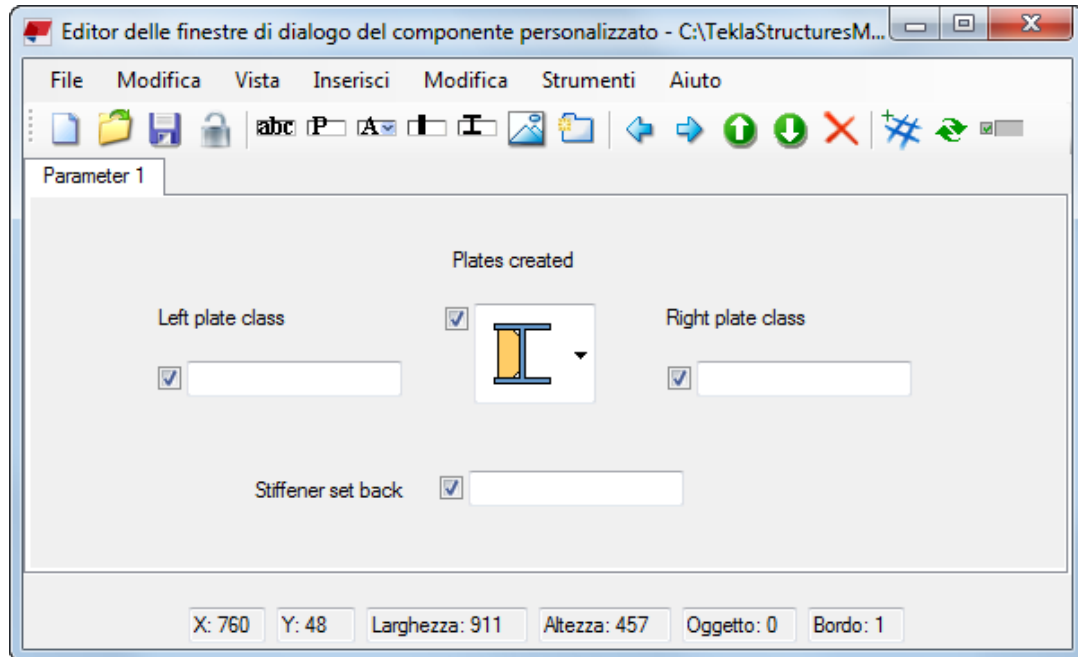 Editor delle finestre di dialogo del componente personalizzato - C:\TeklaStructuresM...
File Modifica Vista Inserisci Modifica Strumenti Aiuto
abc P A
Parameter 1
Plates created
Left plate class
Right plate class
Stiffener set back
X: 760 Y: 48 Larghezza: 911 Altezza: 457 Oggetto: 0 Bordo: 1